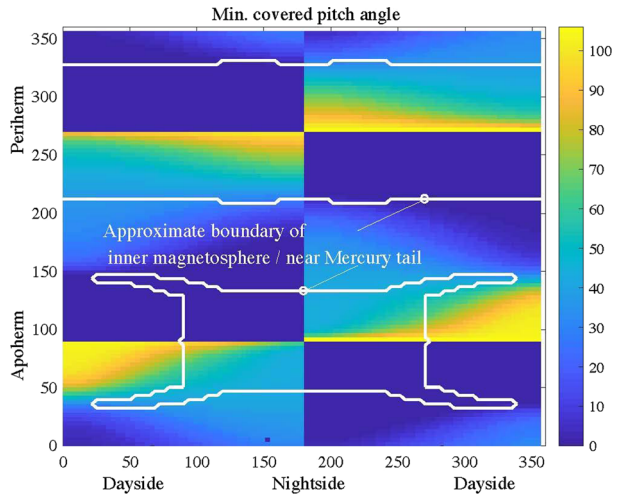 Min. covered pitch angle
350
300
250
200
150
100
50
0
Periherm
Apoherm
Approximate boundary of
inner magnetosphere / near Mercury tail
0 50 100 150 200 250 300 350
Dayside Nightside Dayside
100
90
80
70
60
50
40
30
20
10
0